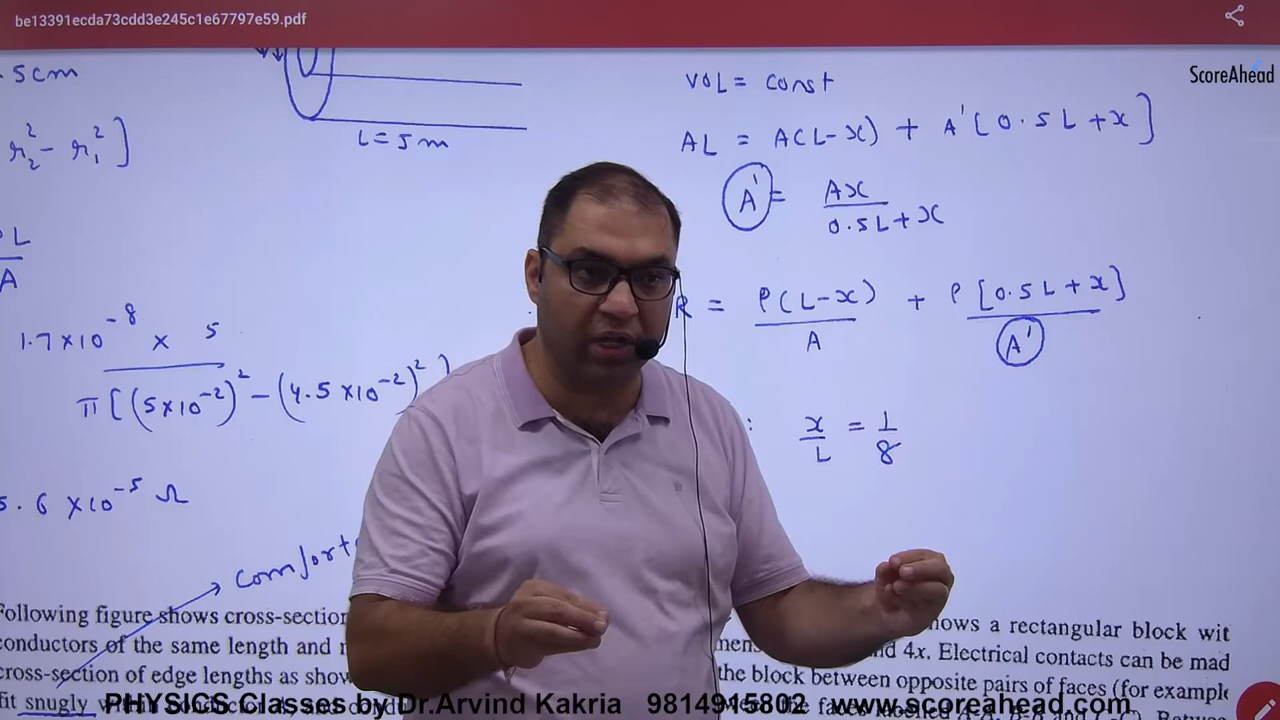 be13391ecda73cdd3e245c1e67797e59.pdf
ScoreAhead
.5cm
r₂² - r₁² ]
L = 5m
L
A
1.7×10⁻⁸ × 5
π[(5×10⁻²)² - (4.5×10⁻²)²]
5.6 ×10⁻⁵ Ω
VOL = const
AL = A(L-x) + A'[0.5L+x]
A' = Ax / 0.5L+x
R = ρ(L-x) / A + ρ[0.5L+x] / A'
: x/L = 1/8
Following figure shows cross-section
conductors of the same length and
cross-section of edge lengths as show
fit snugly
a rectangular block wit
4x. Electrical contacts can be mad
the block between opposite pairs of faces (for example
PHYSICS Classes by Dr.Arvind Kakria 9814915802 www.scoreahead.com